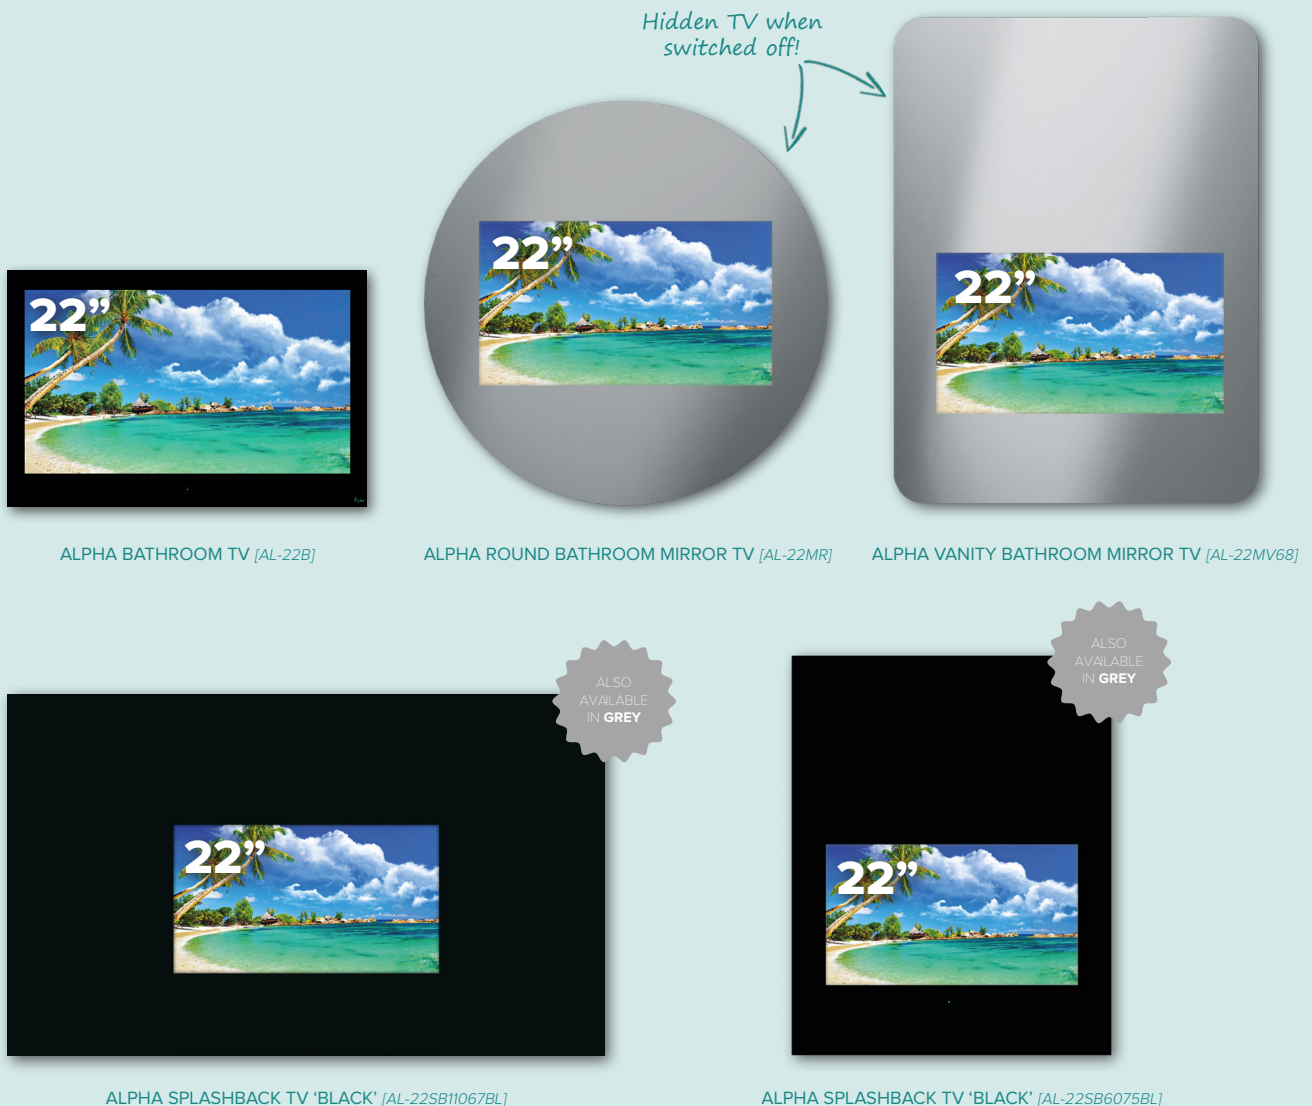 Hidden TV when
switched off!
22”
22”
22”
ALPHA BATHROOM TV [AL-22B]
ALPHA ROUND BATHROOM MIRROR TV [AL-22MR]
ALPHA VANITY BATHROOM MIRROR TV [AL-22MV68]
ALSO
AVAILABLE
IN GREY
22”
ALPHA SPLASHBACK TV ‘BLACK’ [AL-22SB11067BL]
ALSO
AVAILABLE
IN GREY
22”
ALPHA SPLASHBACK TV ‘BLACK’ [AL-22SB6075BL]